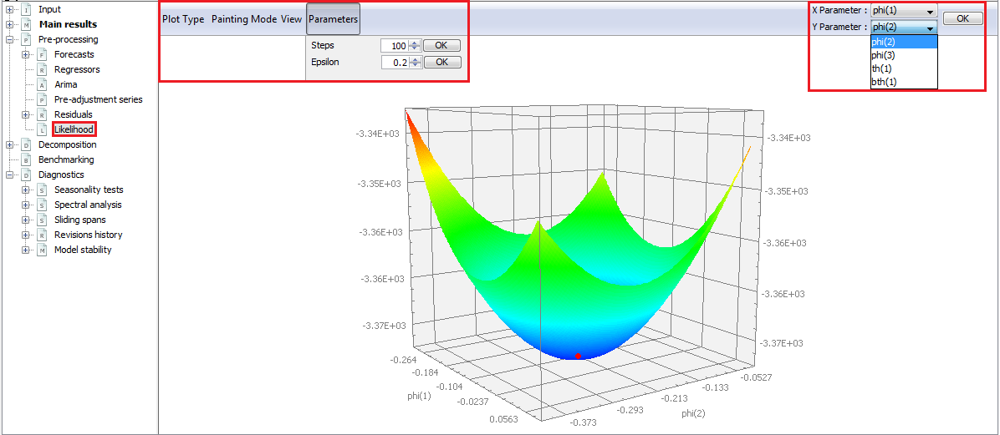 Input
Main results
Pre-processing
Forecasts
Regressors
Arima
Pre-adjustment series
Residuals
Likelihood
Decomposition
Benchmarking
Diagnostics
Seasonality tests
Spectral analysis
Sliding spans
Revisions history
Model stability
Plot Type Painting Mode View Parameters
Steps 100 OK
Epsilon 0.2 OK
X Parameter : phi(1)
Y Parameter : phi(2)
OK
phi(2)
phi(3)
th(1)
bth(1)
-3.34E+03
-3.35E+03
-3.36E+03
-3.36E+03
-3.37E+03
-3.34E+03
-3.35E+03
-3.36E+03
-3.36E+03
-3.37E+03
-0.264
-0.184
-0.104
-0.0237
0.0563
phi(1)
-0.373
-0.293
-0.213
-0.133
-0.0527
phi(2)